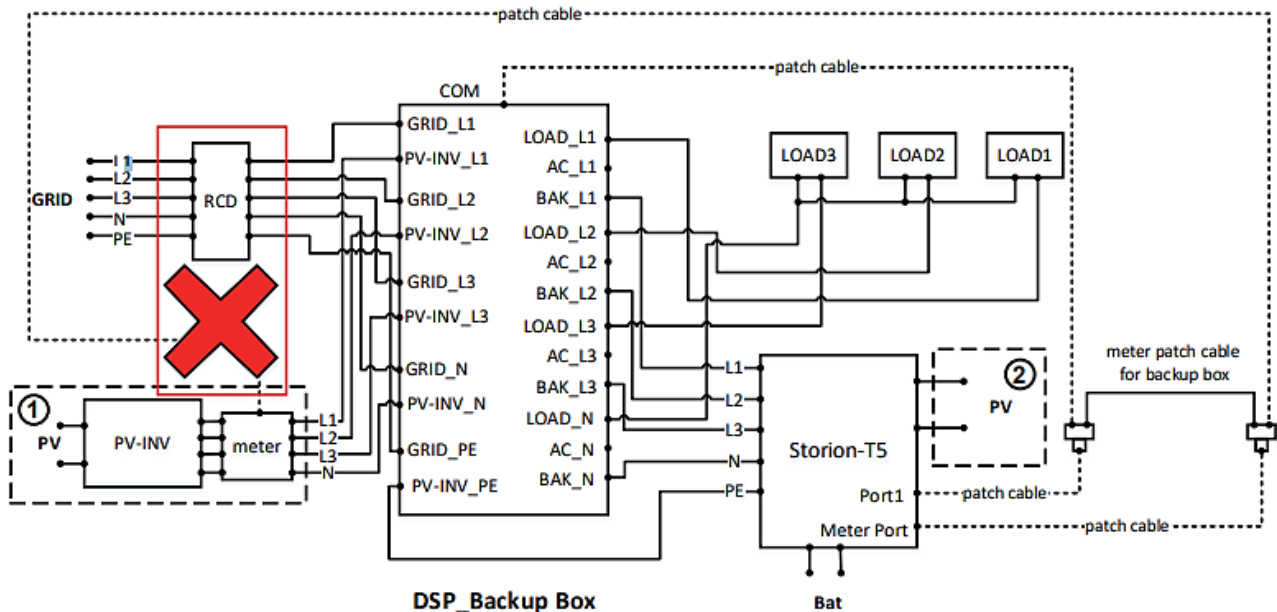 patch cable
patch cable
COM
GRID_L1
PV-INV_L1
GRID_L2
PV-INV_L2
GRID_L3
PV-INV_L3
GRID_N
PV-INV_N
GRID_PE
PV-INV_PE
LOAD_L1
AC_L1
BAK_L1
LOAD_L2
AC_L2
BAK_L2
LOAD_L3
AC_L3
BAK_L3
LOAD_N
AC_N
BAK_N
LOAD3
LOAD2
LOAD1
GRID
L1
L2
L3
N
PE
RCD
1
PV
PV-INV
meter
L1
L2
L3
N
L1
L2
L3
N
PE
Storion-T5
Port1
Meter Port
2
PV
meter patch cable
for backup box
patch cable
patch cable
DSP_Backup Box
Bat